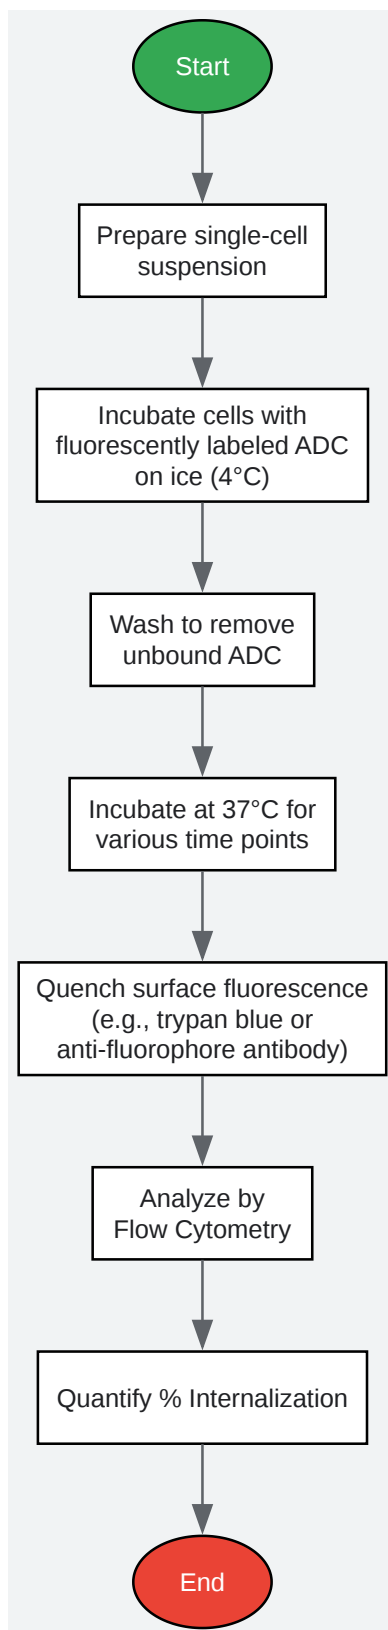 Start
Prepare single-cell
suspension
Incubate cells with
fluorescently labeled ADC
on ice (4°C)
Wash to remove
unbound ADC
Incubate at 37°C for
various time points
Quench surface fluorescence
(e.g., trypan blue or
anti-fluorophore antibody)
Analyze by
Flow Cytometry
Quantify % Internalization
End